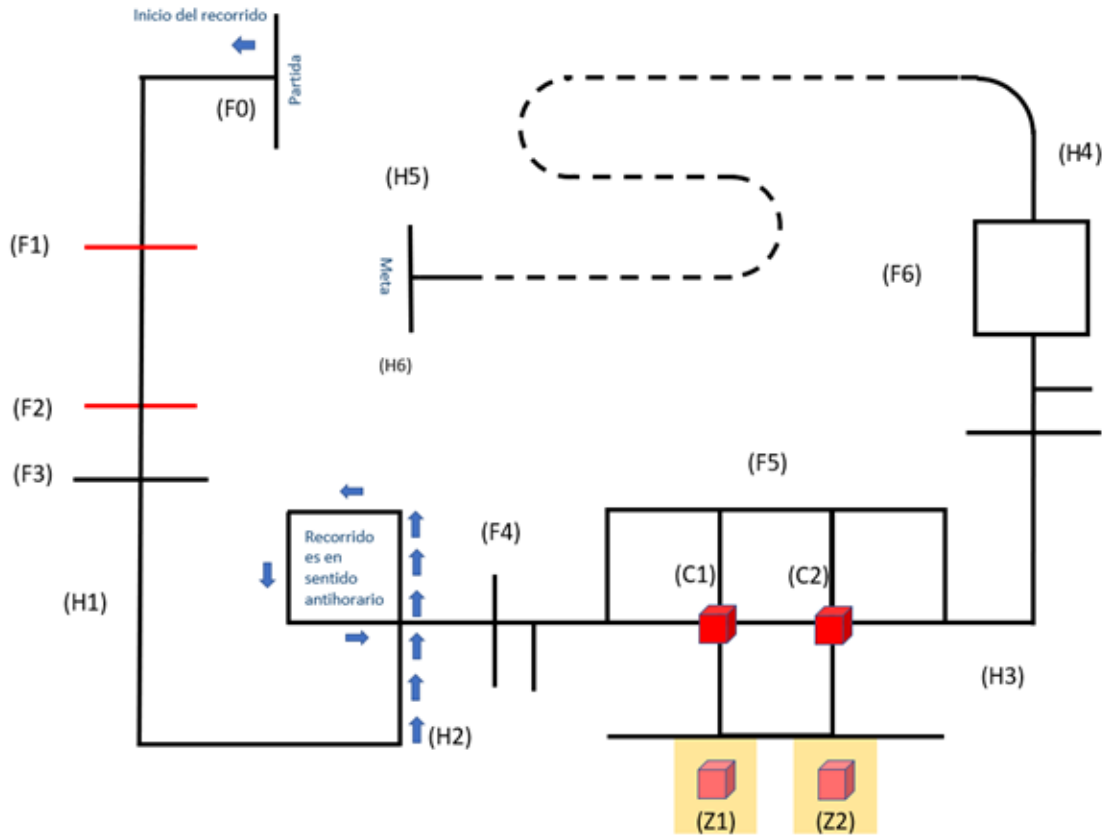 Inicio del recorrido
Partida
(F0)
(H4)
(H5)
(F1)
(F6)
Meta
(H6)
(F2)
(F3)
(F5)
Recorrido
es en
sentido
antihorario
(F4)
(C1)
(C2)
(H1)
(H3)
(H2)
(Z1)
(Z2)